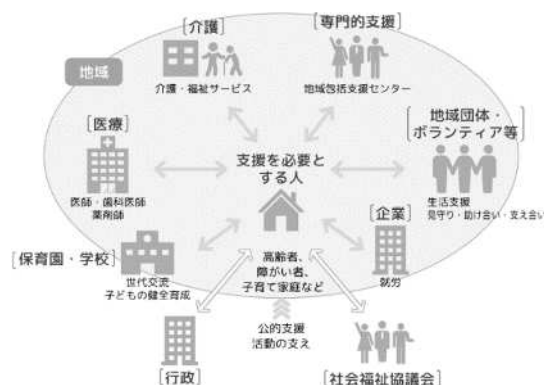 地域
[介護]
介護・福祉サービス
[専門的支援]
地域包括支援センター
[医療]
医師・歯科医師
薬剤師
支援を必要と
する人
高齢者、
障がい者、
子育て家庭など
[地域団体・
ボランティア等]
生活支援
見守り・助け合い・支え合い
[保育園・学校]
世代交流
子どもの健全育成
[企業]
就労
公的支援
活動の支え
[行政]
[社会福祉協議会]